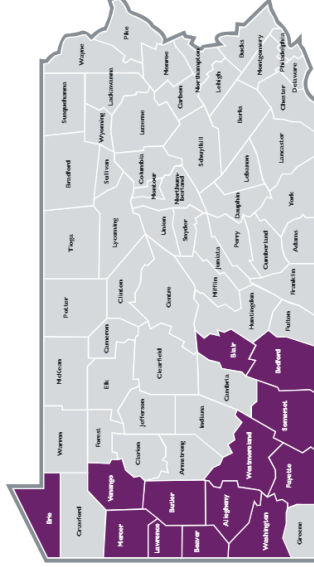 Erie
Crawford
Warren
McKean
Potter
Tioga
Bradford
Susquehanna
Wayne
Pike
Wyoming
Lackawanna
Sullivan
Lycoming
Clinton
Cameron
Elk
Forest
Venango
Mercer
Lawrence
Butler
Clarion
Jefferson
Clearfield
Centre
Union
Snyder
Northum-
berland
Montour
Columbia
Luzerne
Monroe
Carbon
Northampton
Lehigh
Schuylkill
Berks
Bucks
Montgomery
Philadelphia
Delaware
Chester
Lancaster
Lebanon
Dauphin
Perry
Juniata
Mifflin
Huntingdon
Blair
Cambria
Indiana
Armstrong
Beaver
Allegheny
Westmoreland
Washington
Greene
Fayette
Somerset
Bedford
Fulton
Franklin
Cumberland
Adams
York